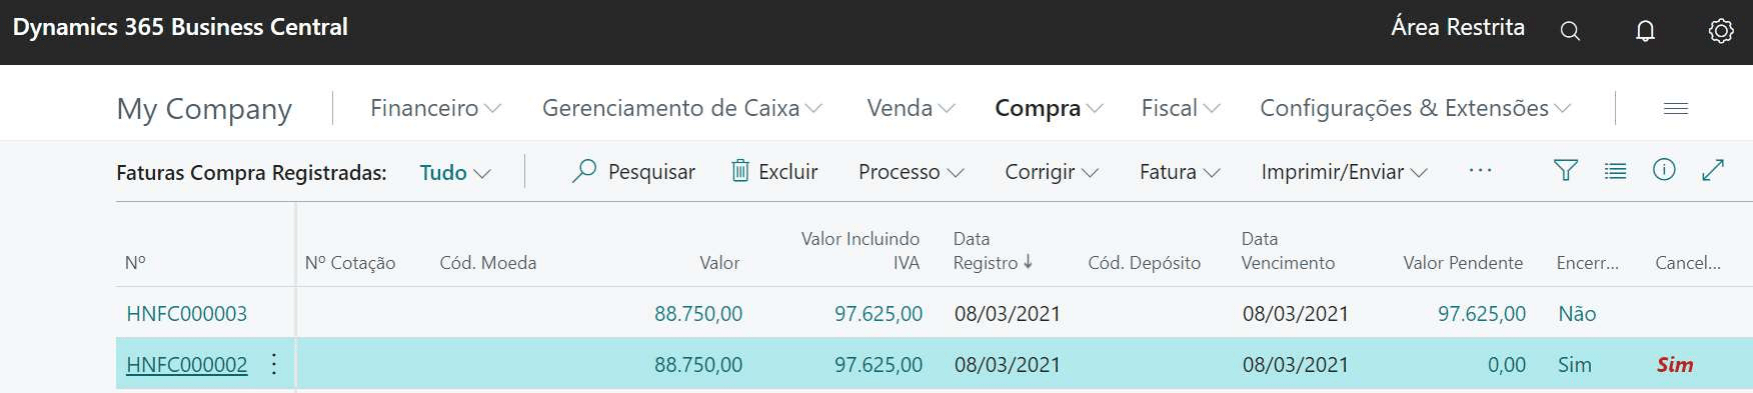 Dynamics 365 Business Central
Área Restrita
My Company
Financeiro
Gerenciamento de Caixa
Venda
Compra
Fiscal
Configurações & Extensões
Faturas Compra Registradas:
Tudo
Pesquisar
Excluir
Processo
Corrigir
Fatura
Imprimir/Enviar
...
Nº
Nº Cotação
Cód. Moeda
Valor
Valor Incluindo
IVA
Data
Registro ↓
Cód. Depósito
Data
Vencimento
Valor Pendente
Encerr...
Cancel...
HNFC000003 88.750,00 97.625,00 08/03/2021 08/03/2021 97.625,00 Não
HNFC000002 88.750,00 97.625,00 08/03/2021 08/03/2021 0,00 Sim Sim